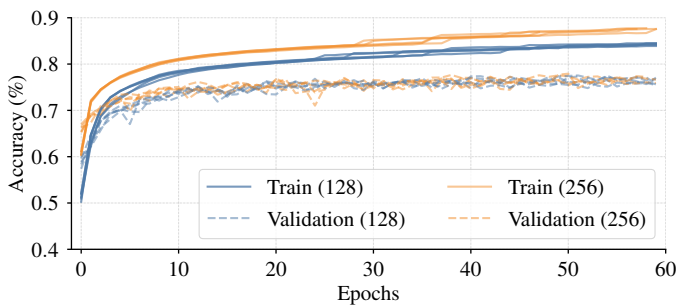 0.9
0.8
0.7
0.6
0.5
0.4
Accuracy (%)
Train (128)
Train (256)
Validation (128)
Validation (256)
0
10
20
30
40
50
60
Epochs